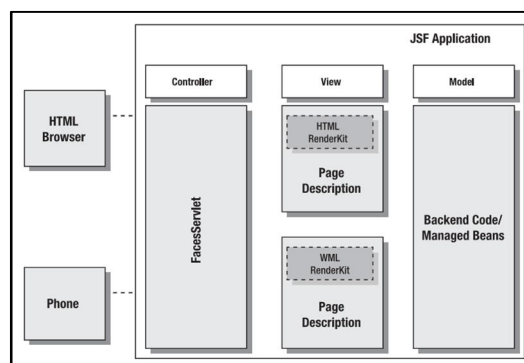 JSF Application
Controller
View
Model
HTML
Browser
Phone
FacesServlet
HTML
RenderKit
Page
Description
WML
RenderKit
Page
Description
Backend Code/
Managed Beans